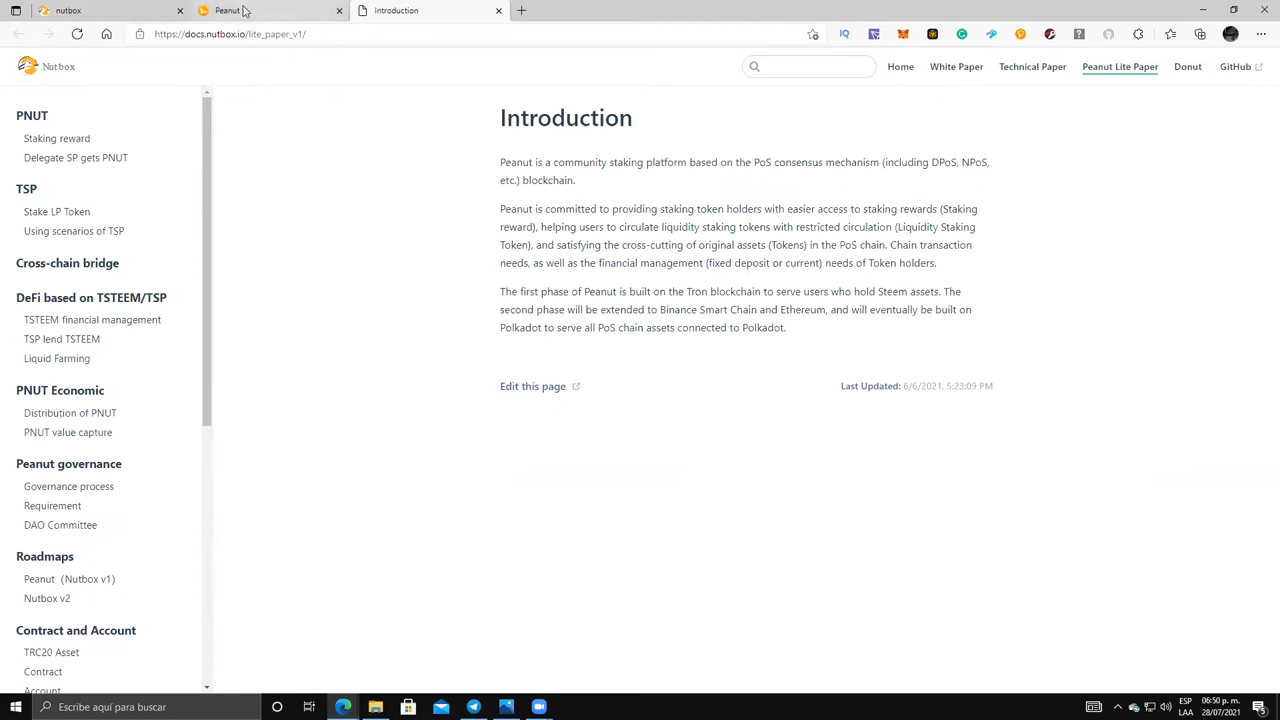 nutbox
Peanut
Introduction
https://docs.nutbox.io/lite_paper_v1/
Nutbox
Home
White Paper
Technical Paper
Peanut Lite Paper
Donut
GitHub
PNUT
Staking reward
Delegate SP gets PNUT
TSP
Stake LP Token
Using scenarios of TSP
Cross-chain bridge
DeFi based on TSTEEM/TSP
TSTEEM financial management
TSP lend TSTEEM
Liquid Farming
PNUT Economic
Distribution of PNUT
PNUT value capture
Peanut governance
Governance process
Requirement
DAO Committee
Roadmaps
Peanut（Nutbox v1）
Nutbox v2
Contract and Account
TRC20 Asset
Contract
Account
Introduction
Peanut is a community staking platform based on the PoS consensus mechanism (including DPoS, NPoS,
etc.) blockchain.
Peanut is committed to providing staking token holders with easier access to staking rewards (Staking
reward), helping users to circulate liquidity staking tokens with restricted circulation (Liquidity Staking
Token), and satisfying the cross-cutting of original assets (Tokens) in the PoS chain. Chain transaction
needs, as well as the financial management (fixed deposit or current) needs of Token holders.
The first phase of Peanut is built on the Tron blockchain to serve users who hold Steem assets. The
second phase will be extended to Binance Smart Chain and Ethereum, and will eventually be built on
Polkadot to serve all PoS chain assets connected to Polkadot.
Edit this page
Last Updated: 6/6/2021, 5:23:09 PM
Escribe aquí para buscar
ESP
LAA
06:50 p. m.
28/07/2021